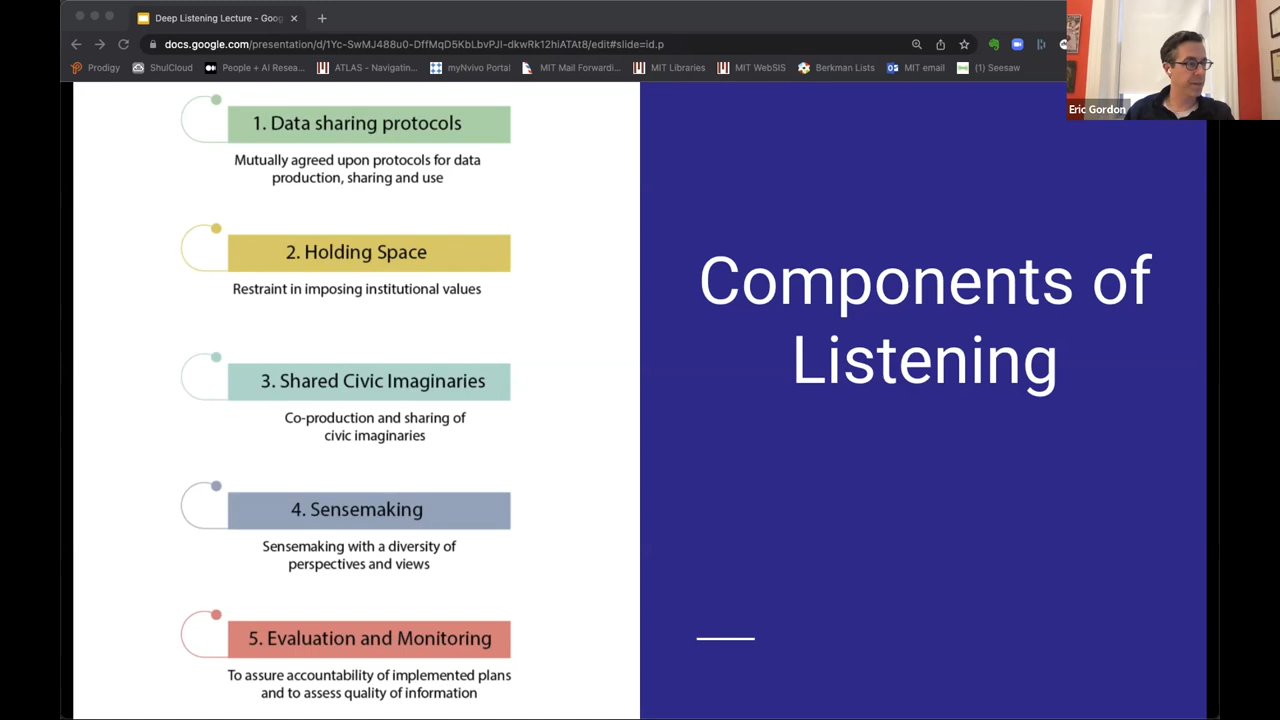 Deep Listening Lecture - Goo
docs.google.com/presentation/d/1Yc-SwMJ488u0-DffMqD5KbLbvPJI-dkwRk12hiATAt8/edit#slide=id.p
Prodigy
ShulCloud
People + AI Resea...
ATLAS - Navigatin...
myNvivo Portal
MIT Mail Forwardi...
MIT Libraries
MIT WebSIS
Berkman Lists
MIT email
(1) Seesaw
Eric Gordon
1. Data sharing protocols
Mutually agreed upon protocols for data
production, sharing and use
2. Holding Space
Restraint in imposing institutional values
3. Shared Civic Imaginaries
Co-production and sharing of
civic imaginaries
4. Sensemaking
Sensemaking with a diversity of
perspectives and views
5. Evaluation and Monitoring
To assure accountability of implemented plans
and to assess quality of information
Components of
Listening